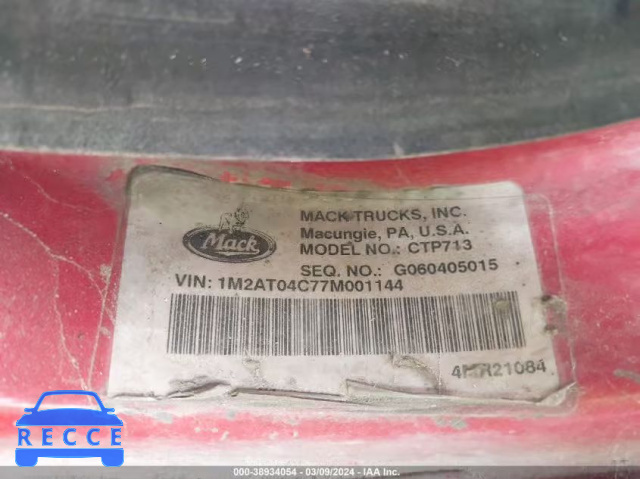 Mack
MACK TRUCKS, INC.
Macungie, PA, U.S.A.
MODEL NO.: CTP713
SEQ. NO.: G060405015
VIN: 1M2AT04C77M001144
RECCE
000-38934054 - 03/09/2024 - IAA Inc.